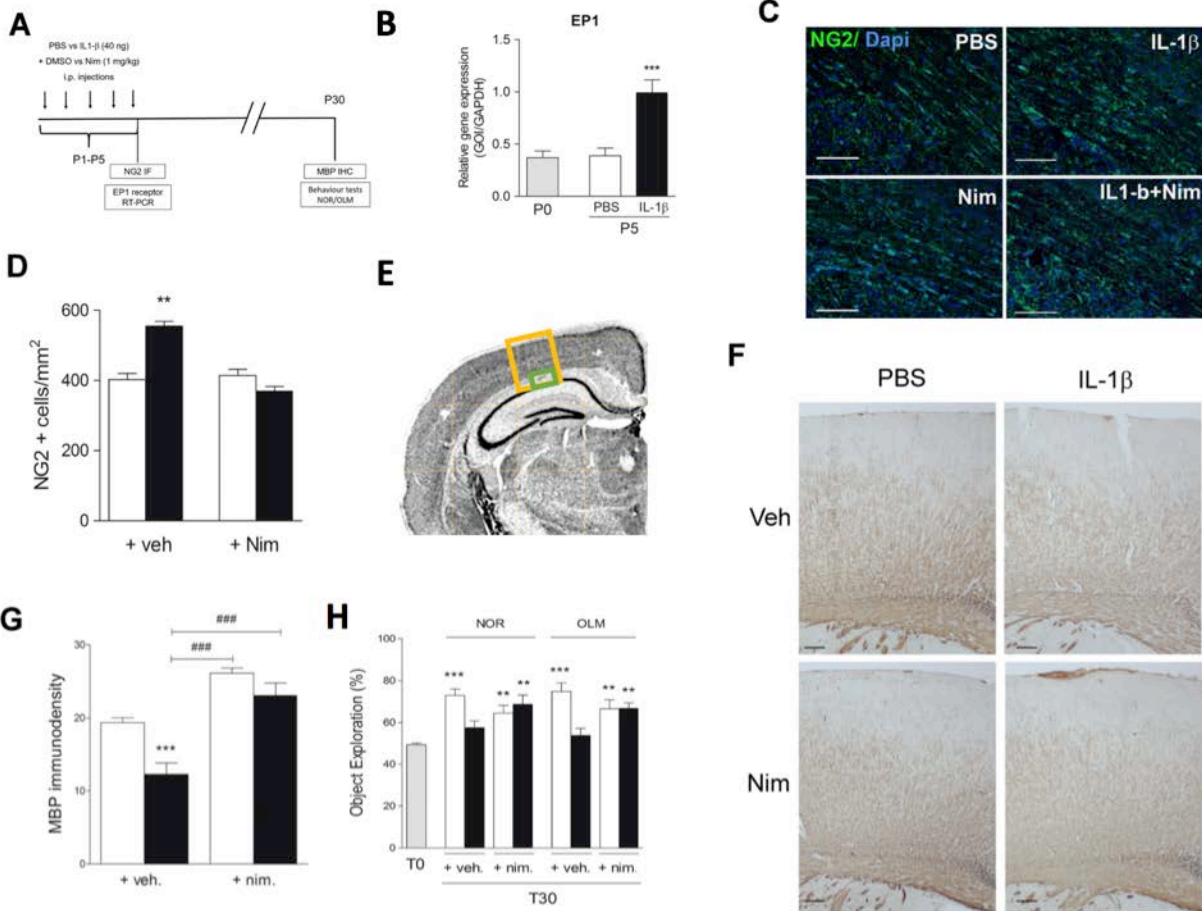 A
PBS vs IL1-β (40 ng)
+ DMSO vs Nim (1 mg/kg)
i.p. injections
P30
P1-P5
NG2 IF
EP1 receptor
RT-PCR
MBP IHC
Behaviour tests
NOR/OLM
B
EP1
Relative gene expression
(GOI/GAPDH)
1.5
1.0
0.5
0.0
***
P0
PBS
IL-1β
P5
C
NG2/ Dapi
PBS
IL-1β
Nim
IL1-b+Nim
D
NG2 + cells/mm²
600
400
200
0
**
+ veh
+ Nim
E
F
PBS
IL-1β
Veh
Nim
G
MBP immunodensity
30
20
10
0
###
###
***
+ veh.
+ nim.
H
Object Exploration (%)
100
80
60
40
20
0
NOR
OLM
***
**
**
***
**
**
T0
+ veh.
+ nim.
+ veh.
+ nim.
T30